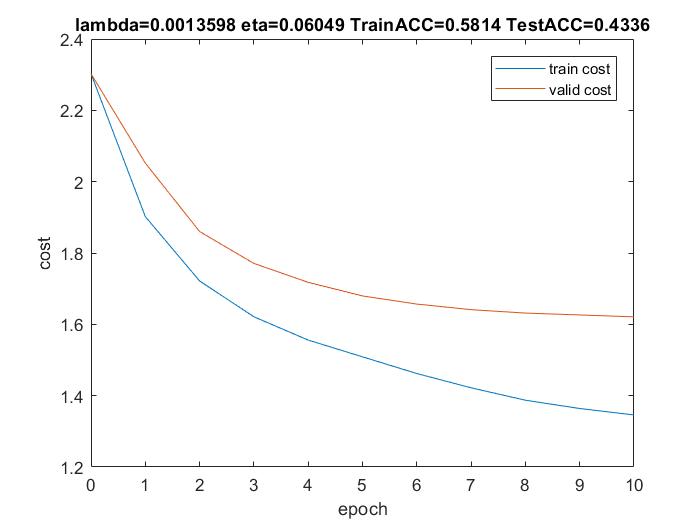 lambda=0.0013598 eta=0.06049 TrainACC=0.5814 TestACC=0.4336
2.4
train cost
valid cost
2.2
2
1.8
cost
1.6
1.4
1.2
0 1 2 3 4 5 6 7 8 9 10
epoch